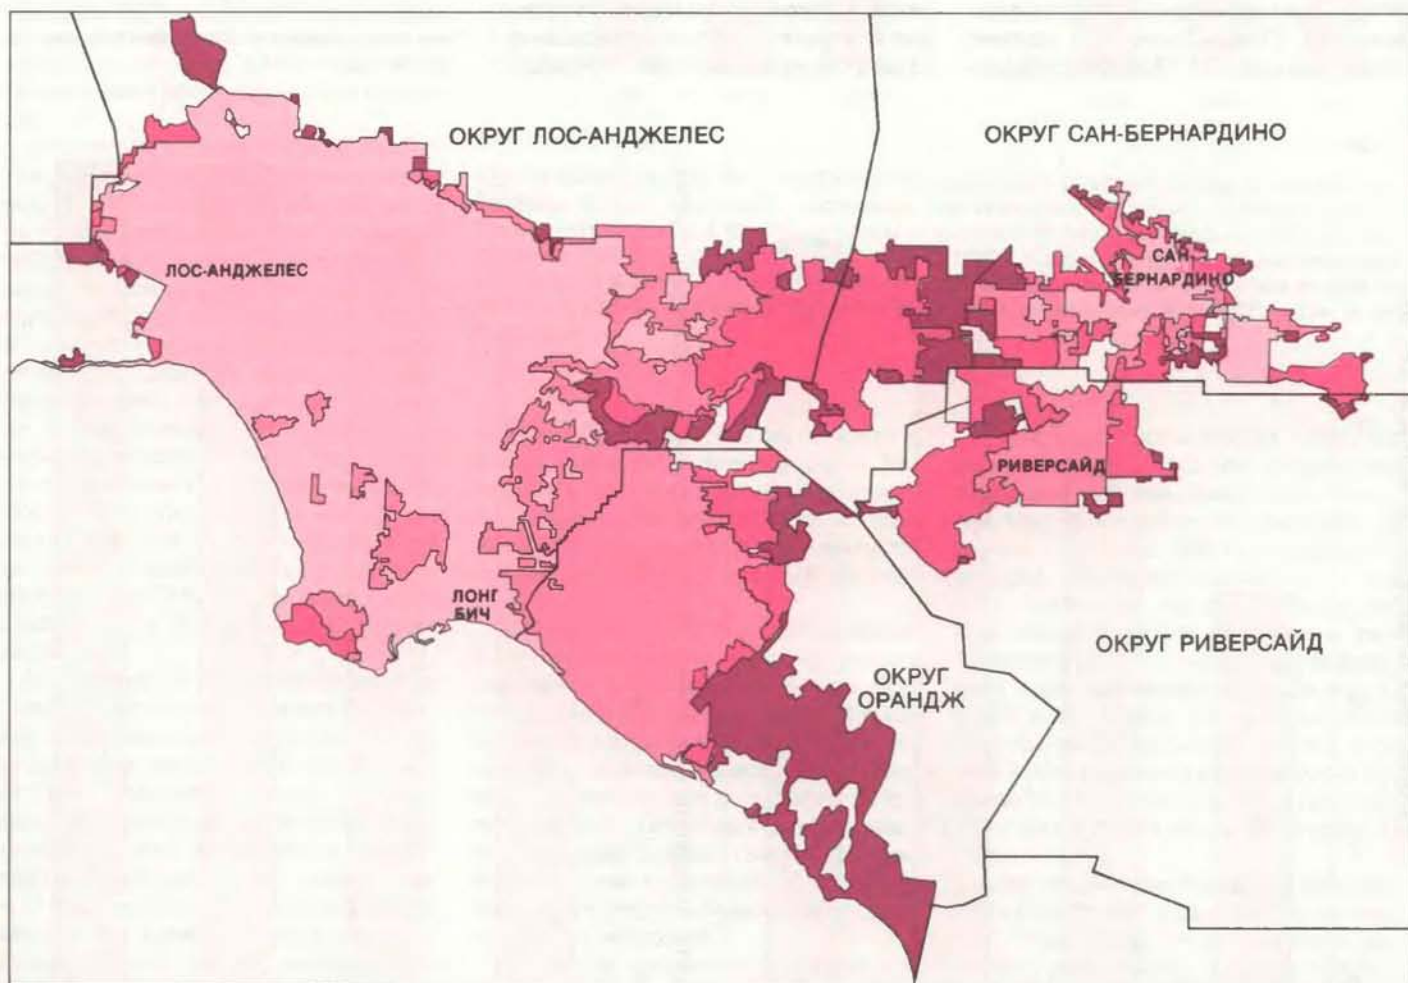 ОКРУГ ЛОС-АНДЖЕЛЕС
ОКРУГ САН-БЕРНАРДИНО
ЛОС-АНДЖЕЛЕС
САН
БЕРНАРДИНО
РИВЕРСАЙД
ЛОНГ
БИЧ
ОКРУГ РИВЕРСАЙД
ОКРУГ
ОРАНДЖ